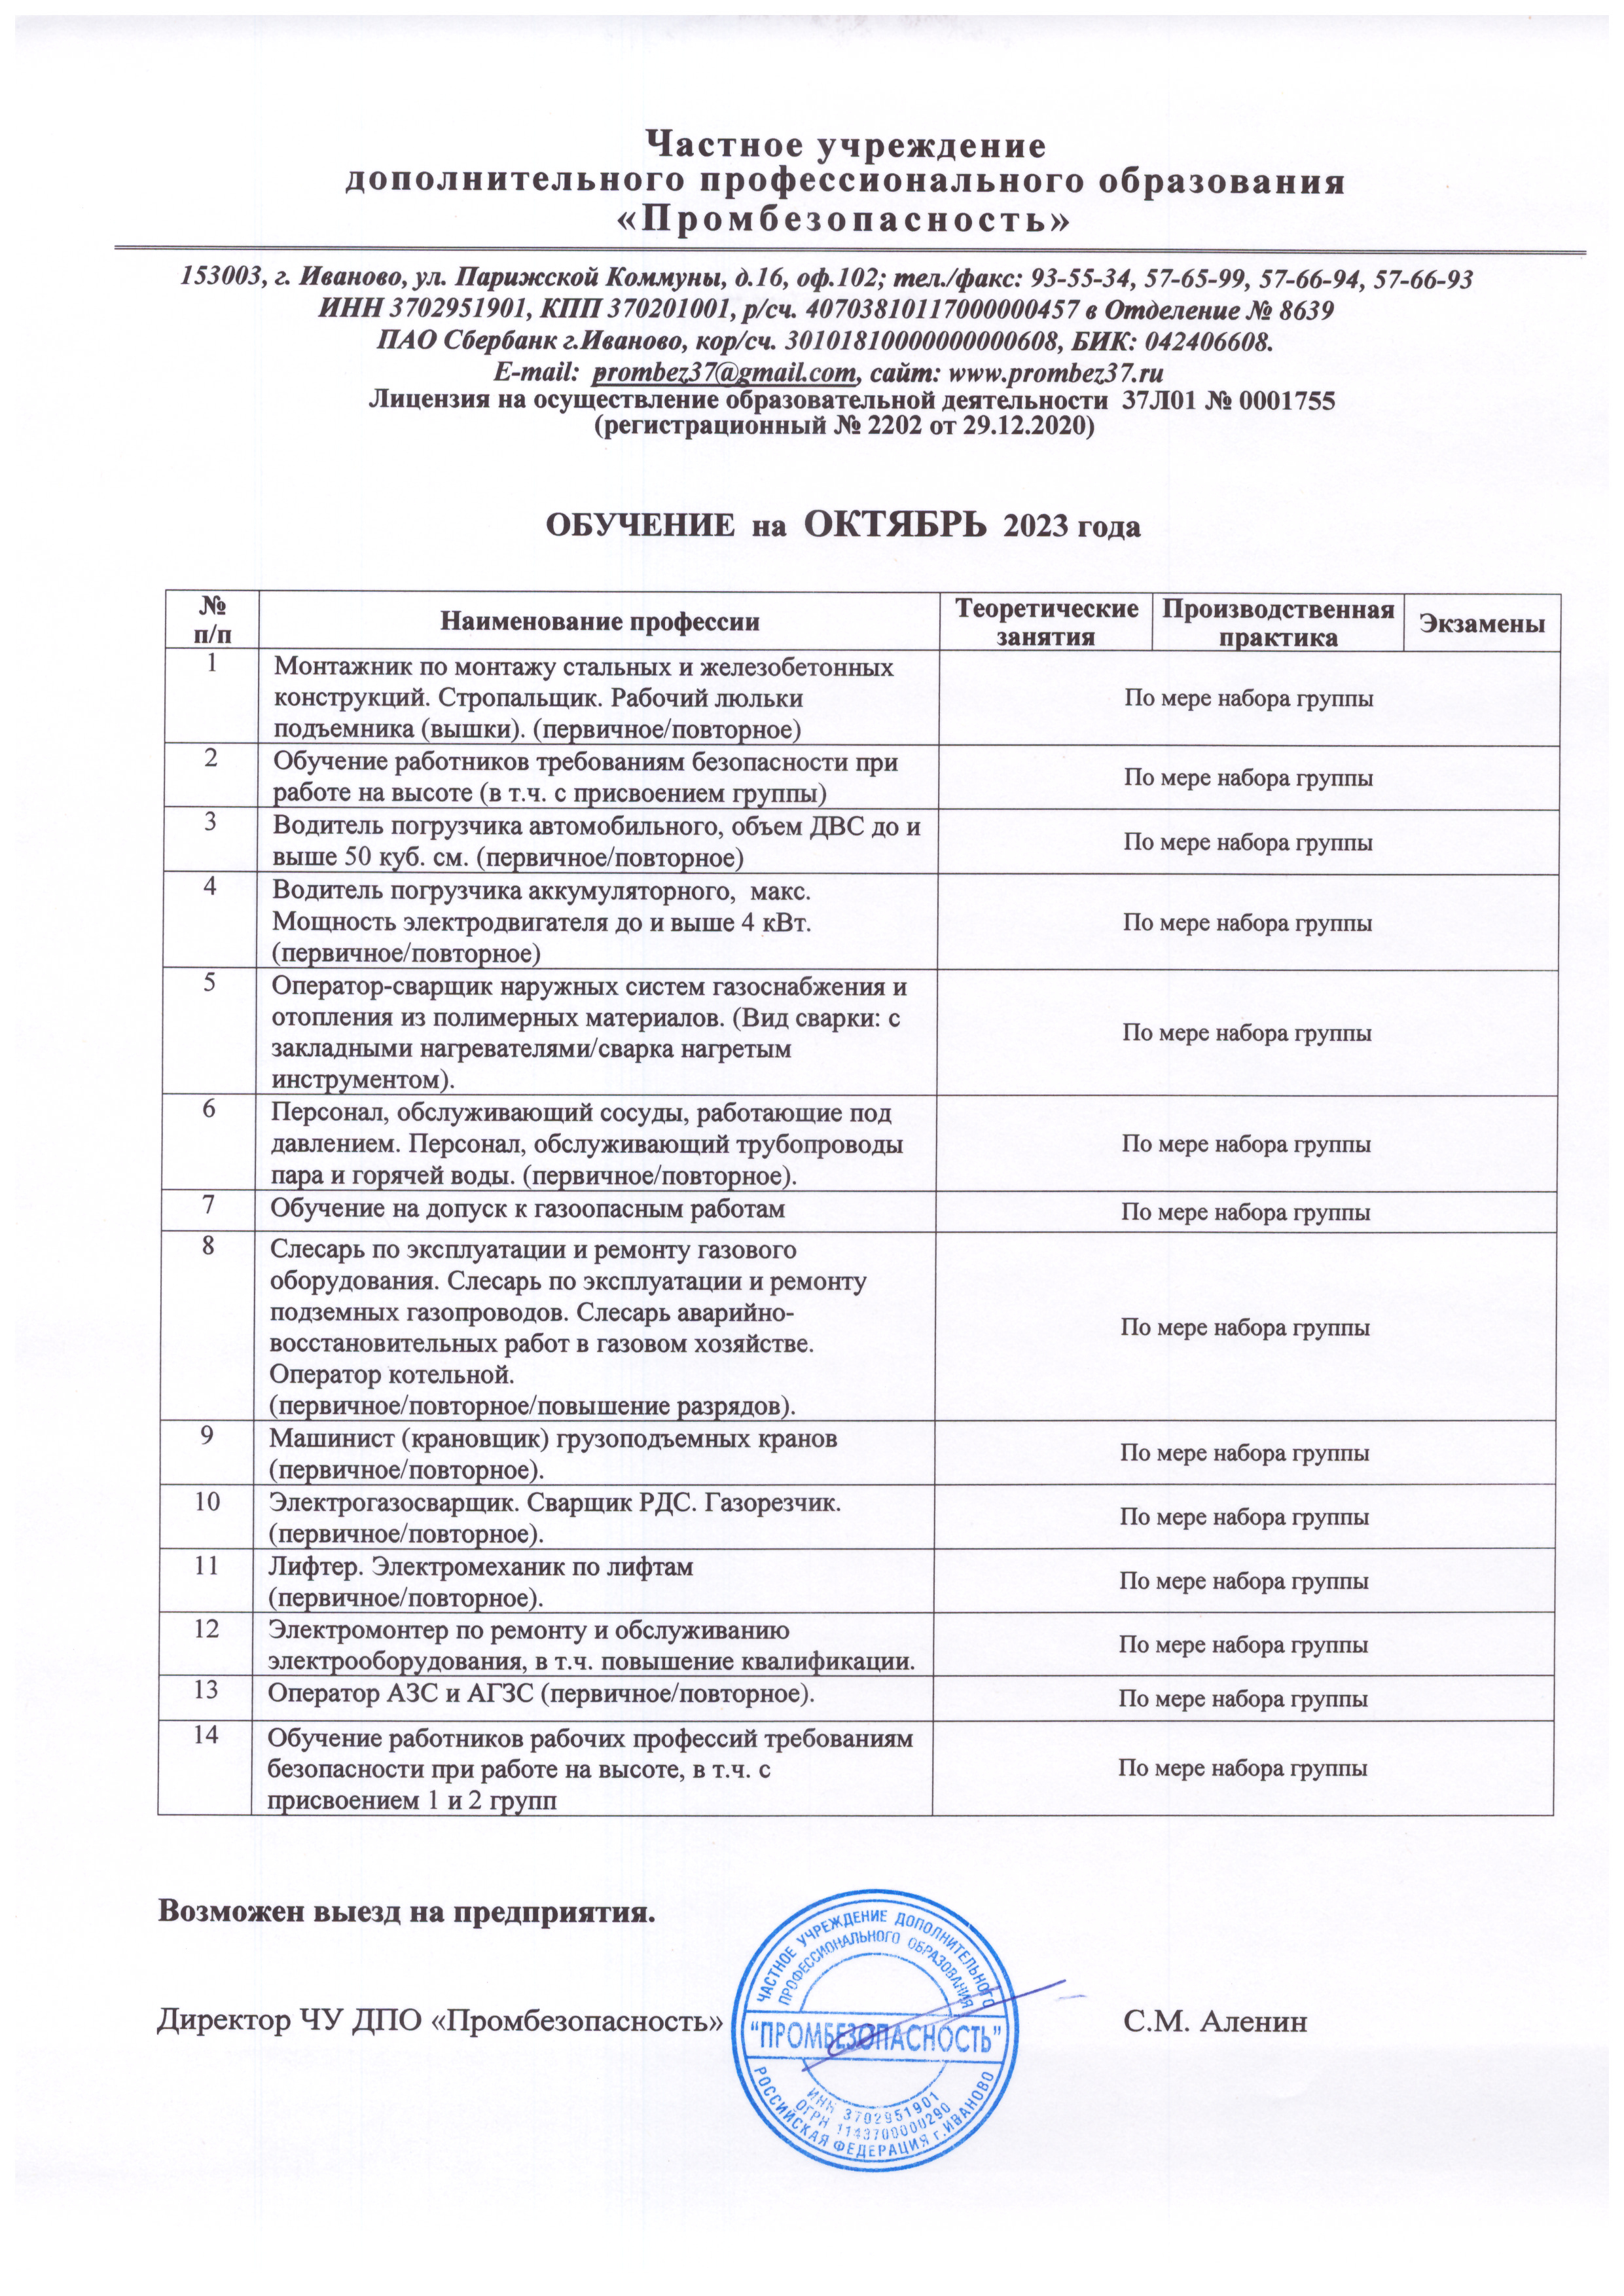 Частное учреждение
дополнительного профессионального образования
«Промбезопасность»
153003, г. Иваново, ул. Парижской Коммуны, д.16, оф.102; тел./факс: 93-55-34, 57-65-99, 57-66-94, 57-66-93
ИНН 3702951901, КПП 370201001, р/сч. 40703810117000000457 в Отделение № 8639
ПАО Сбербанк г.Иваново, кор/сч. 30101810000000000608, БИК: 042406608.
E-mail: prombez37@gmail.com, сайт: www.prombez37.ru
Лицензия на осуществление образовательной деятельности 37Л01 № 0001755
(регистрационный № 2202 от 29.12.2020)
ОБУЧЕНИЕ на ОКТЯБРЬ 2023 года
№ п/п Наименование профессии Теоретические занятия Производственная практика Экзамены
1 Монтажник по монтажу стальных и железобетонных
конструкций. Стропальщик. Рабочий люльки
подъемника (вышки). (первичное/повторное)
По мере набора группы
2 Обучение работников требованиям безопасности при
работе на высоте (в т.ч. с присвоением группы)
По мере набора группы
3 Водитель погрузчика автомобильного, объем ДВС до и
выше 50 куб. см. (первичное/повторное)
По мере набора группы
4 Водитель погрузчика аккумуляторного, макс.
Мощность электродвигателя до и выше 4 кВт.
(первичное/повторное)
По мере набора группы
5 Оператор-сварщик наружных систем газоснабжения и
отопления из полимерных материалов. (Вид сварки: с
закладными нагревателями/сварка нагретым
инструментом).
По мере набора группы
6 Персонал, обслуживающий сосуды, работающие под
давлением. Персонал, обслуживающий трубопроводы
пара и горячей воды. (первичное/повторное).
По мере набора группы
7 Обучение на допуск к газоопасным работам
По мере набора группы
8 Слесарь по эксплуатации и ремонту газового
оборудования. Слесарь по эксплуатации и ремонту
подземных газопроводов. Слесарь аварийно-
восстановительных работ в газовом хозяйстве.
Оператор котельной.
(первичное/повторное/повышение разрядов).
По мере набора группы
9 Машинист (крановщик) грузоподъемных кранов
(первичное/повторное).
По мере набора группы
10 Электрогазосварщик. Сварщик РДС. Газорезчик.
(первичное/повторное).
По мере набора группы
11 Лифтер. Электромеханик по лифтам
(первичное/повторное).
По мере набора группы
12 Электромонтер по ремонту и обслуживанию
электрооборудования, в т.ч. повышение квалификации.
По мере набора группы
13 Оператор АЗС и АГЗС (первичное/повторное).
По мере набора группы
14 Обучение работников рабочих профессий требованиям
безопасности при работе на высоте, в т.ч. с
присвоением 1 и 2 групп
По мере набора группы
Возможен выезд на предприятия.
Директор ЧУ ДПО «Промбезопасность» С.М. Аленин
ЧАСТНОЕ УЧРЕЖДЕНИЕ ДОПОЛНИТЕЛЬНОГО
ПРОФЕССИОНАЛЬНОГО ОБРАЗОВАНИЯ
"ПРОМБЕЗОПАСНОСТЬ"
ИНН 3702951901
ОГРН 1143700000290
РОССИЙСКАЯ ФЕДЕРАЦИЯ г.ИВАНОВО